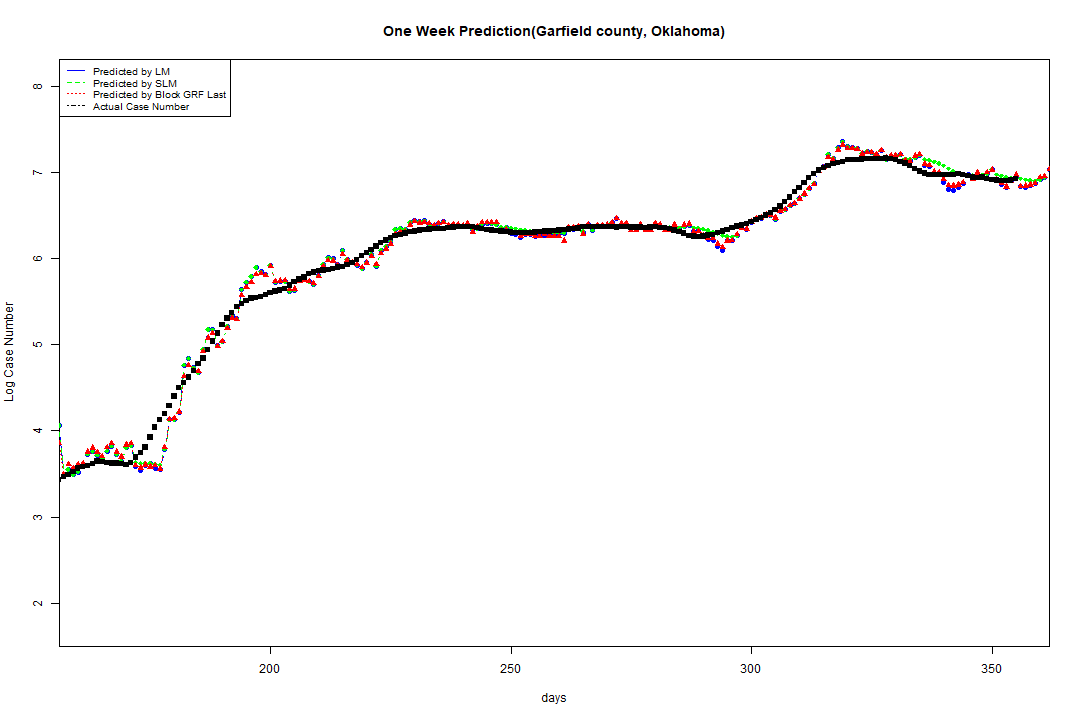 One Week Prediction(Garfield county, Oklahoma)
Predicted by LM
Predicted by SLM
Predicted by Block GRF Last
Actual Case Number
8
7
6
5
4
3
2
Log Case Number
200 250 300 350
days